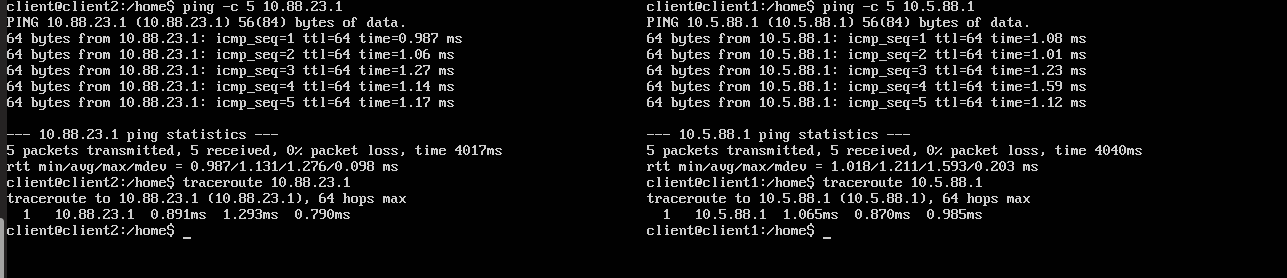 client@client2:/home$ ping -c 5 10.88.23.1
PING 10.88.23.1 (10.88.23.1) 56(84) bytes of data.
64 bytes from 10.88.23.1: icmp_seq=1 ttl=64 time=0.987 ms
64 bytes from 10.88.23.1: icmp_seq=2 ttl=64 time=1.06 ms
64 bytes from 10.88.23.1: icmp_seq=3 ttl=64 time=1.27 ms
64 bytes from 10.88.23.1: icmp_seq=4 ttl=64 time=1.14 ms
64 bytes from 10.88.23.1: icmp_seq=5 ttl=64 time=1.17 ms
--- 10.88.23.1 ping statistics ---
5 packets transmitted, 5 received, 0% packet loss, time 4017ms
rtt min/avg/max/mdev = 0.987/1.131/1.276/0.098 ms
client@client2:/home$ traceroute 10.88.23.1
traceroute to 10.88.23.1 (10.88.23.1), 64 hops max
1 10.88.23.1 0.891ms 1.293ms 0.790ms
client@client2:/home$ _
client@client1:/home$ ping -c 5 10.5.88.1
PING 10.5.88.1 (10.5.88.1) 56(84) bytes of data.
64 bytes from 10.5.88.1: icmp_seq=1 ttl=64 time=1.08 ms
64 bytes from 10.5.88.1: icmp_seq=2 ttl=64 time=1.01 ms
64 bytes from 10.5.88.1: icmp_seq=3 ttl=64 time=1.23 ms
64 bytes from 10.5.88.1: icmp_seq=4 ttl=64 time=1.59 ms
64 bytes from 10.5.88.1: icmp_seq=5 ttl=64 time=1.12 ms
--- 10.5.88.1 ping statistics ---
5 packets transmitted, 5 received, 0% packet loss, time 4040ms
rtt min/avg/max/mdev = 1.018/1.211/1.593/0.203 ms
client@client1:/home$ traceroute 10.5.88.1
traceroute to 10.5.88.1 (10.5.88.1), 64 hops max
1 10.5.88.1 1.065ms 0.870ms 0.985ms
client@client1:/home$ _